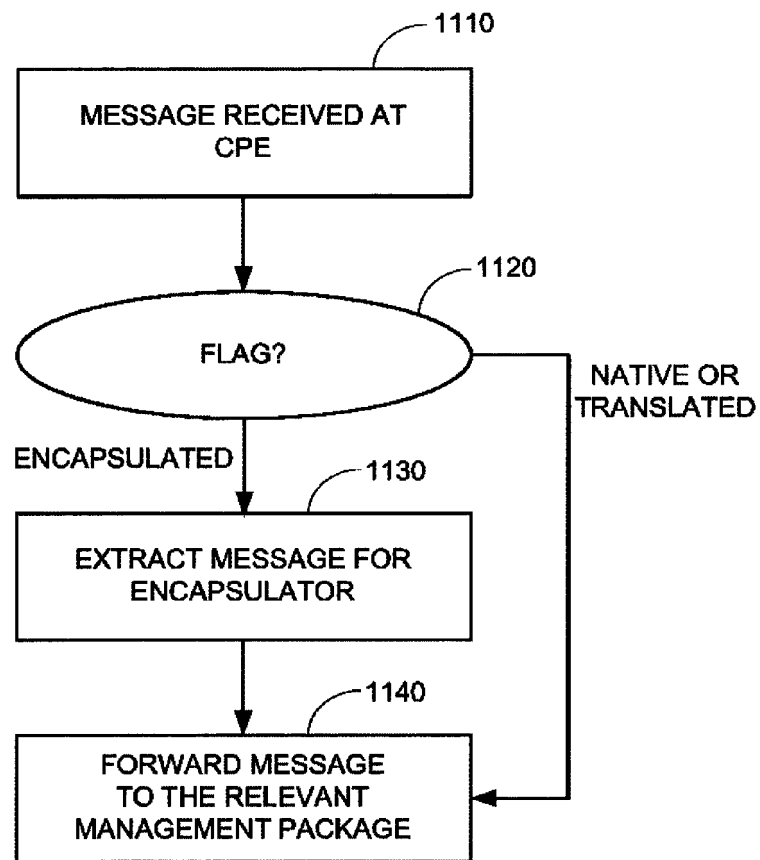 1110
MESSAGE RECEIVED AT
CPE
1120
FLAG?
NATIVE OR
TRANSLATED
ENCAPSULATED
1130
EXTRACT MESSAGE FOR
ENCAPSULATOR
1140
FORWARD MESSAGE
TO THE RELEVANT
MANAGEMENT PACKAGE